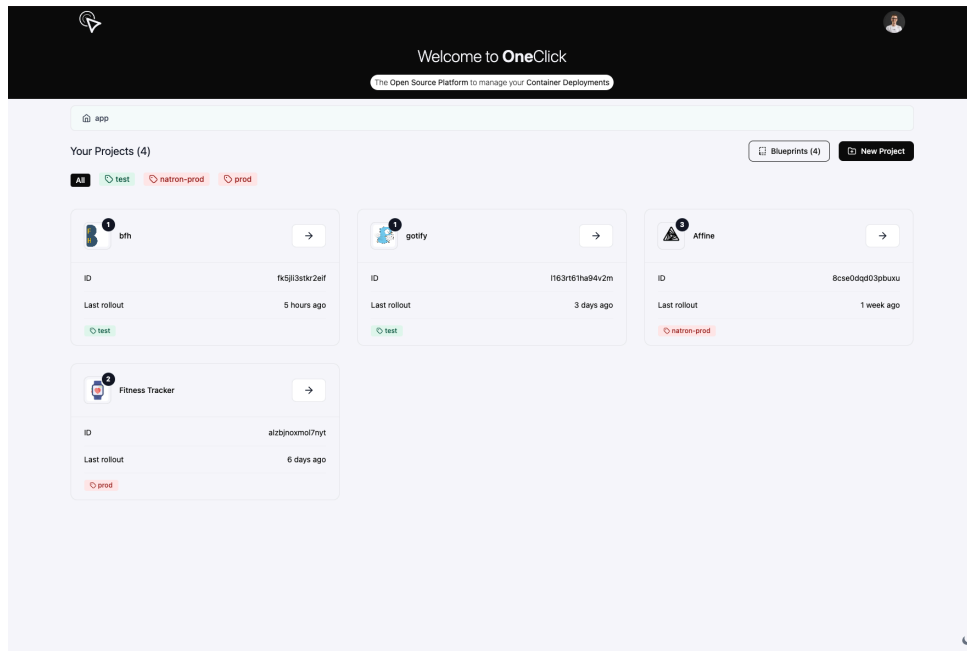 Welcome to OneClick
The Open Source Platform to manage your Container Deployments
app
Your Projects (4)
Blueprints (4)
New Project
All
test
natron-prod
prod
1
bfh
ID
fk5jli3stkr2eif
Last rollout
5 hours ago
test
1
gotify
ID
l163rt61ha94v2m
Last rollout
3 days ago
test
3
Affine
ID
8cse0dqd03pbuxu
Last rollout
1 week ago
natron-prod
2
Fitness Tracker
ID
alzbjnoxmol7nyt
Last rollout
6 days ago
prod